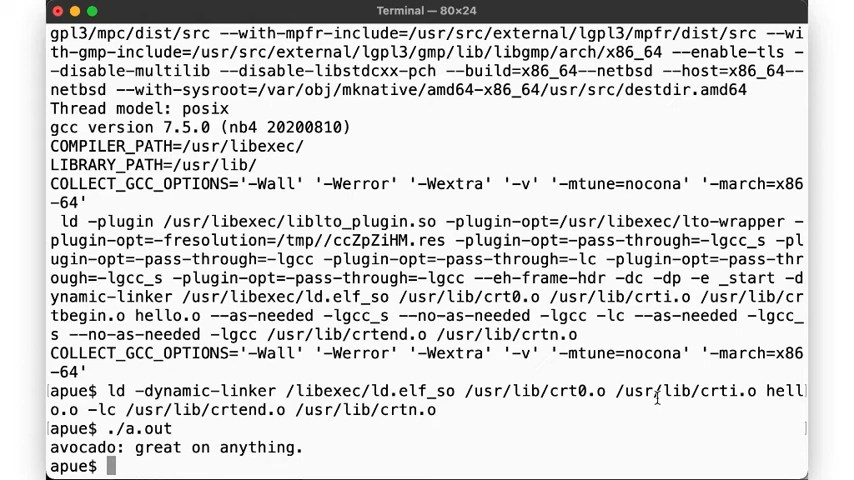 Terminal — 80×24
gpl3/mpc/dist/src --with-mpfr-include=/usr/src/external/lgpl3/mpfr/dist/src --wi
th-gmp-include=/usr/src/external/lgpl3/gmp/lib/libgmp/arch/x86_64 --enable-tls -
-disable-multilib --disable-libstdcxx-pch --build=x86_64--netbsd --host=x86_64--
netbsd --with-sysroot=/var/obj/mknative/amd64-x86_64/usr/src/destdir.amd64
Thread model: posix
gcc version 7.5.0 (nb4 20200810)
COMPILER_PATH=/usr/libexec/
LIBRARY_PATH=/usr/lib/
COLLECT_GCC_OPTIONS='-Wall' '-Werror' '-Wextra' '-v' '-mtune=nocona' '-march=x86
-64'
 ld -plugin /usr/libexec/liblto_plugin.so -plugin-opt=/usr/libexec/lto-wrapper -
plugin-opt=-fresolution=/tmp//ccZpZiHM.res -plugin-opt=-pass-through=-lgcc_s -pl
ugin-opt=-pass-through=-lgcc -plugin-opt=-pass-through=-lc -plugin-opt=-pass-thr
ough=-lgcc_s -plugin-opt=-pass-through=-lgcc --eh-frame-hdr -dc -dp -e _start -d
ynamic-linker /usr/libexec/ld.elf_so /usr/lib/crt0.o /usr/lib/crti.o /usr/lib/cr
tbegin.o hello.o --as-needed -lgcc_s --no-as-needed -lgcc -lc --as-needed -lgcc_
s --no-as-needed -lgcc /usr/lib/crtend.o /usr/lib/crtn.o
COLLECT_GCC_OPTIONS='-Wall' '-Werror' '-Wextra' '-v' '-mtune=nocona' '-march=x86
-64'
apue$ ld -dynamic-linker /libexec/ld.elf_so /usr/lib/crt0.o /usr/lib/crti.o hell
o.o -lc /usr/lib/crtend.o /usr/lib/crtn.o
apue$ ./a.out
avocado: great on anything.
apue$